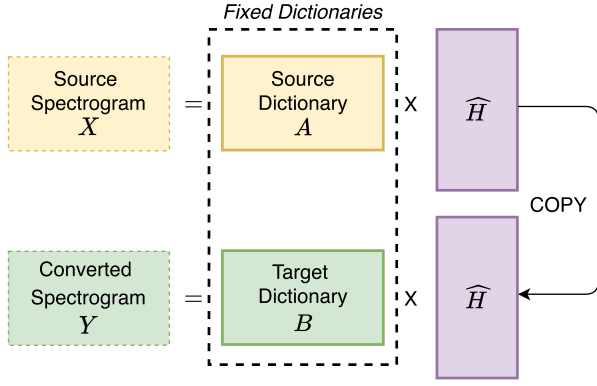 Fixed Dictionaries
Source
Spectrogram
X
=
Source
Dictionary
A
X
Ĥ
COPY
Converted
Spectrogram
Y
=
Target
Dictionary
B
X
Ĥ